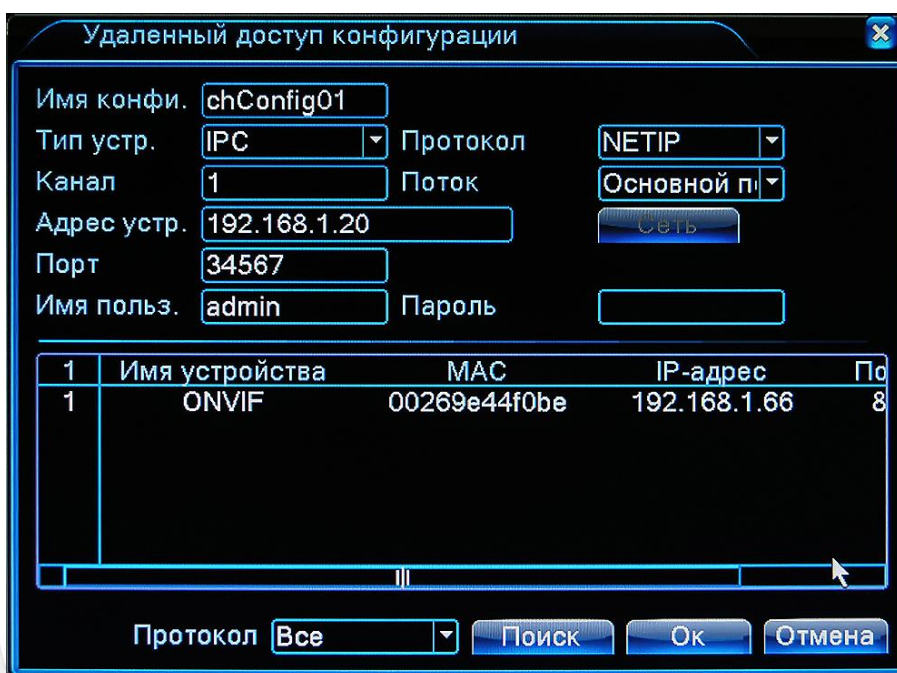 Удаленный доступ конфигурации
Имя конфи. chConfig01
Тип устр. IPC Протокол NETIP
Канал 1 Поток Основной п
Адрес устр. 192.168.1.20 Сеть
Порт 34567
Имя польз. admin Пароль
1 Имя устройства MAC IP-адрес По
1 ONVIF 00269e44f0be 192.168.1.66 8
Протокол Все Поиск Ок Отмена